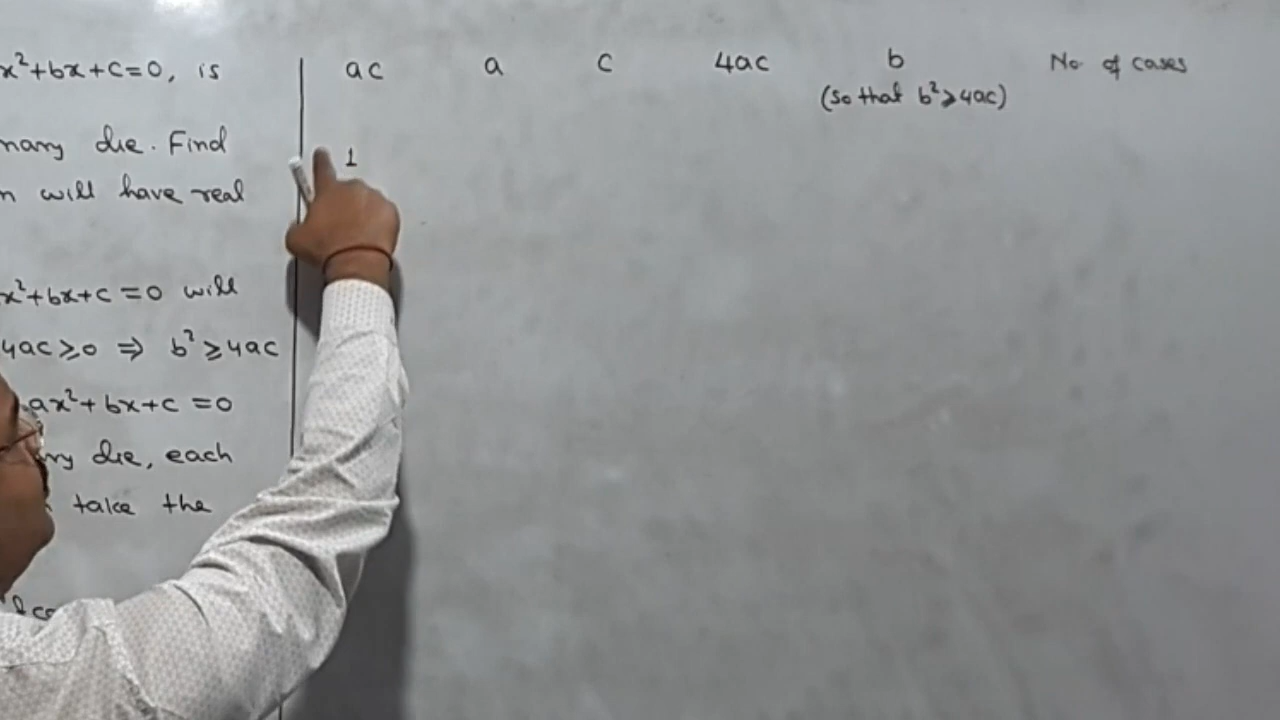 x²+bx+c=0, is
nary die. Find
n will have real
x²+bx+c=0 will
4ac≥0 ⇒ b²≥4ac
ax²+bx+c=0
ry die, each
take the
ac a c 4ac b No of cases
(so that b²≥4ac)
1